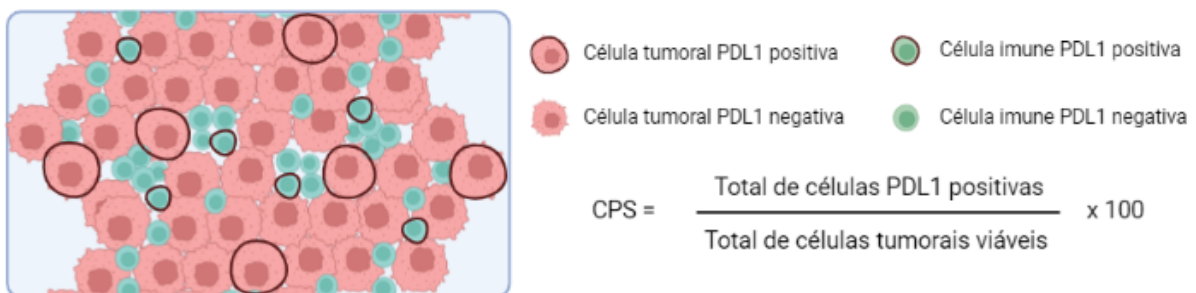 Célula tumoral PDL1 positiva
Célula imune PDL1 positiva
Célula tumoral PDL1 negativa
Célula imune PDL1 negativa
Total de células PDL1 positivas
CPS = x 100
Total de células tumorais viáveis